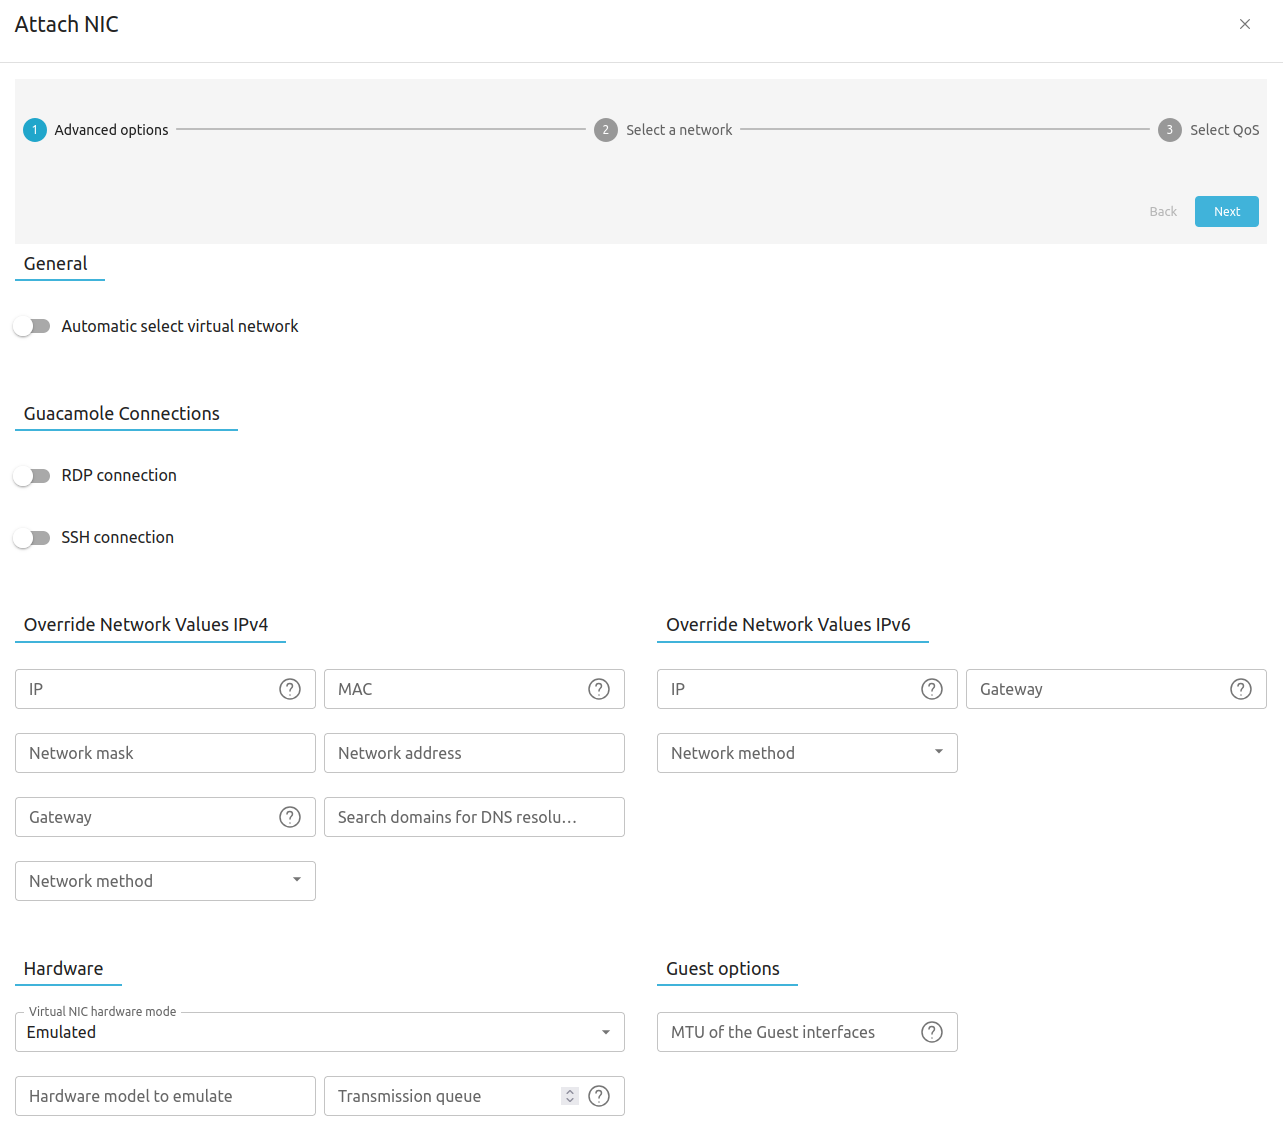 Attach NIC
1 Advanced options 2 Select a network 3 Select QoS
Back Next
General
Automatic select virtual network
Guacamole Connections
RDP connection
SSH connection
Override Network Values IPv4 Override Network Values IPv6
IP ? MAC ? IP ? Gateway ?
Network mask Network address Network method
Gateway ? Search domains for DNS resolu…
Network method
Hardware Guest options
Virtual NIC hardware mode
Emulated MTU of the Guest interfaces ?
Hardware model to emulate Transmission queue ?